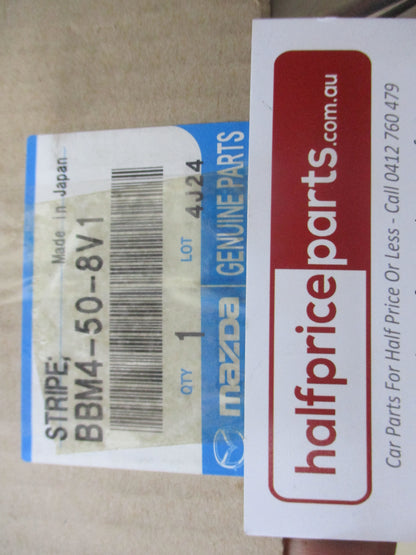 STRIPE;
Made in Japan
BBM4-50-8V1
QTY 1 LOT 4J24
mazda GENUINE PARTS
halfpriceparts.com.au
Car Parts For Half Price Or Less - Call 0412 760 479